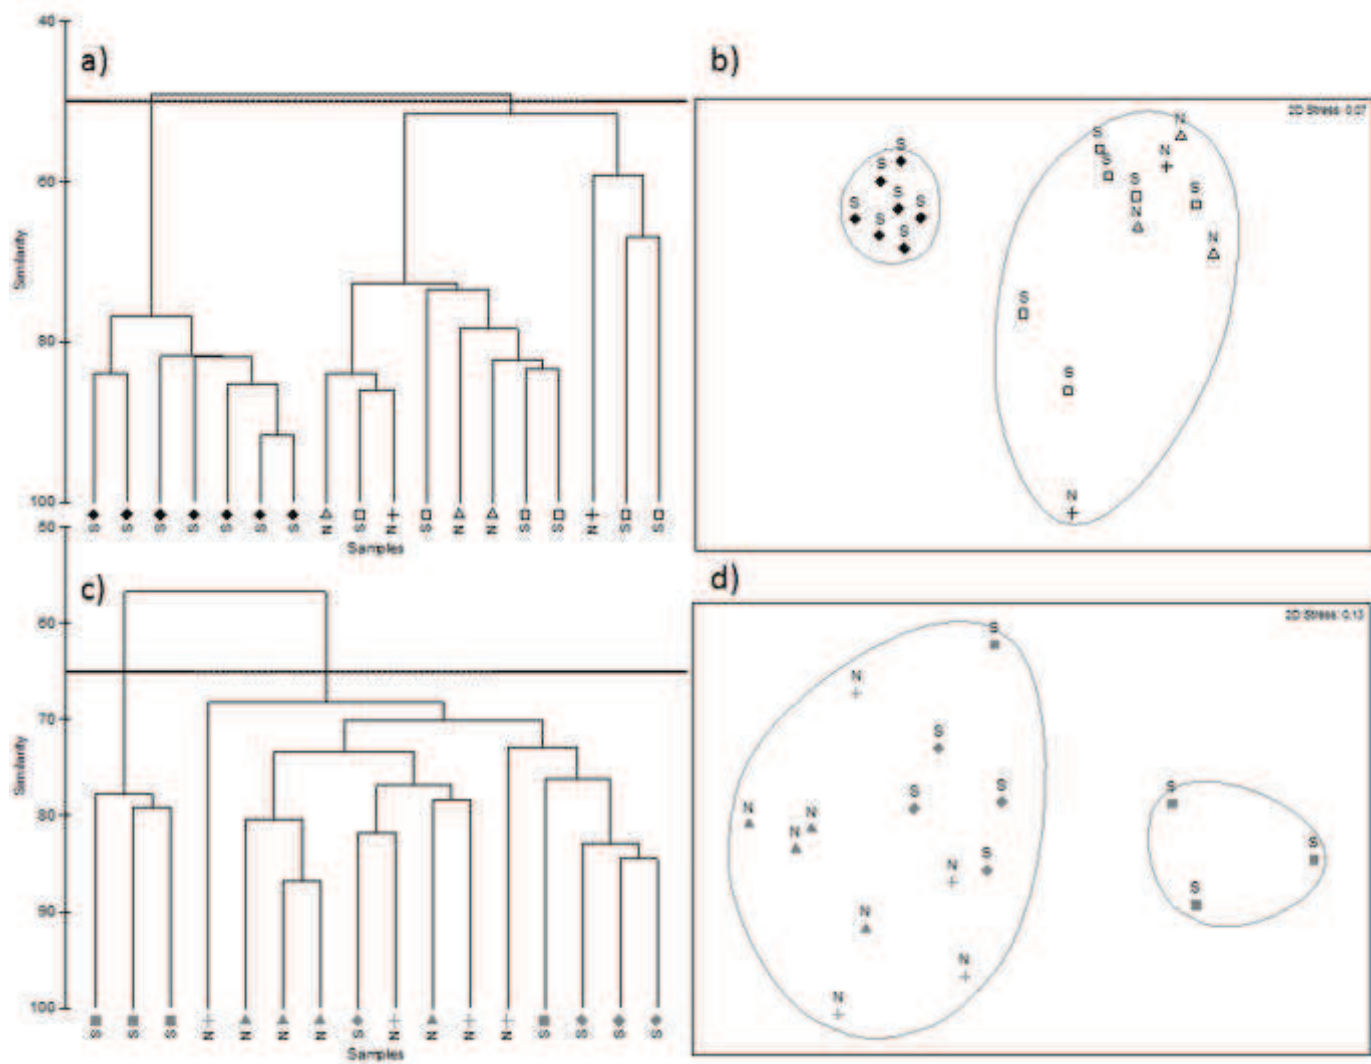 a)
40
60
80
100
Similarity
S S S S S S S N S N S N N S S N S S
Samples
b)
2D Stress: 0.07
S
S
S
S
S
S
S
N
S
N
S
S
S
N
N
S
S
N
c)
50
60
70
80
90
100
Similarity
S S S N N N N S N N N N S S S S
Samples
d)
2D Stress: 0.13
S
N
S
S
S
N
N
N
S
N
N
N
N
S
S
S